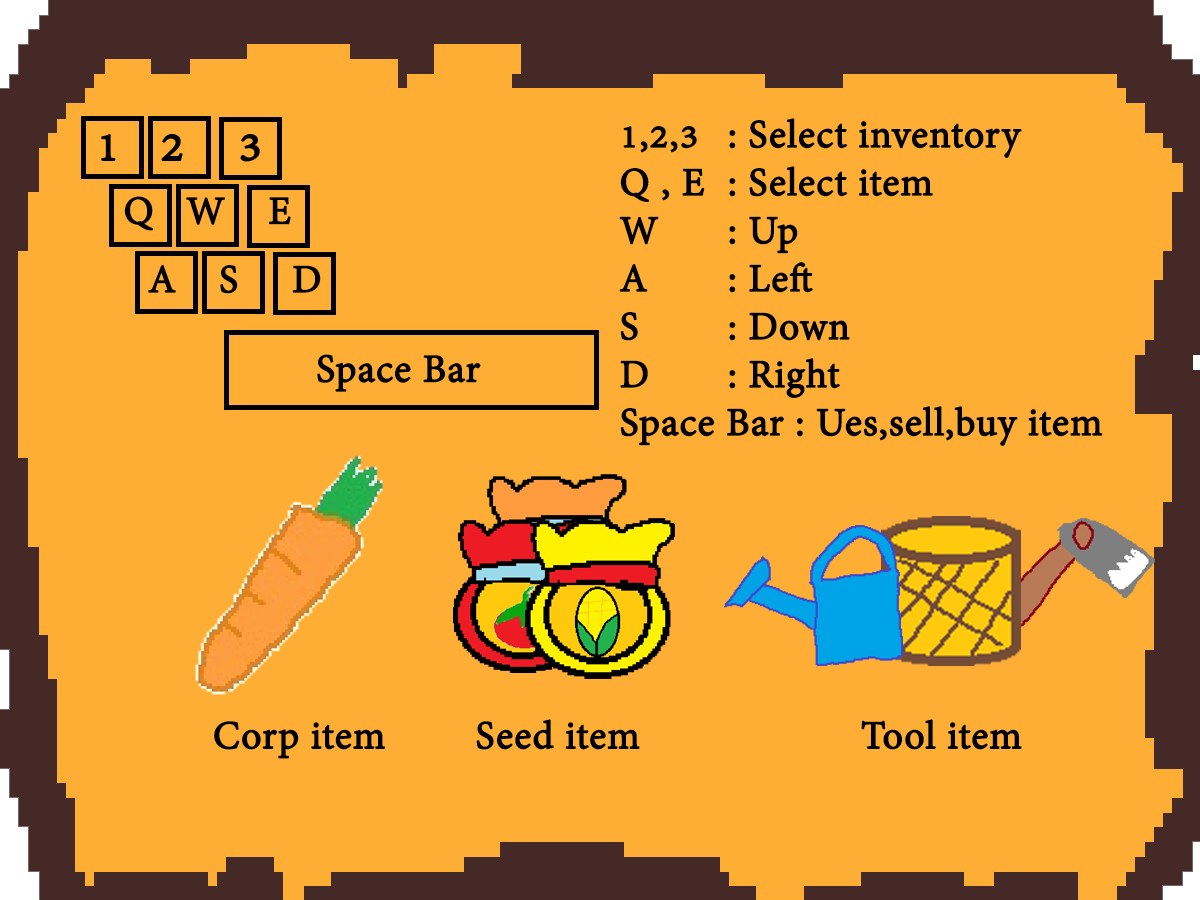 1 2 3
Q W E
A S D
Space Bar
1,2,3 : Select inventory
Q , E : Select item
W : Up
A : Left
S : Down
D : Right
Space Bar : Ues,sell,buy item
Corp item
Seed item
Tool item